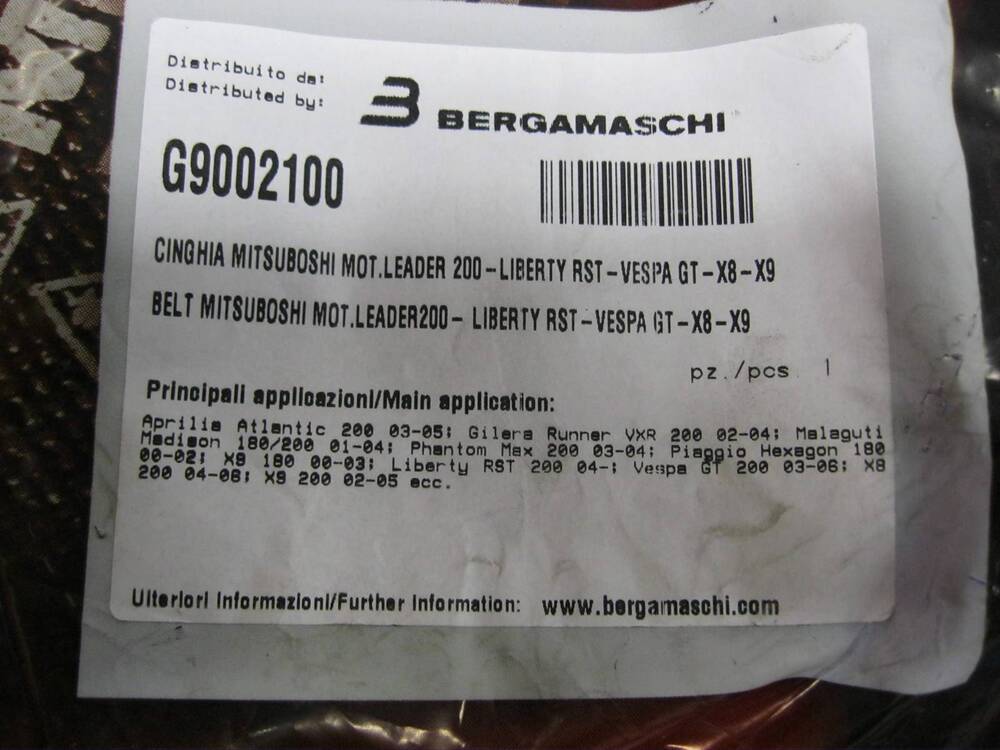 Distribuito da:
Distributed by:
BERGAMASCHI
G9002100
CINGHIA MITSUBOSHI MOT.LEADER 200-LIBERTY RST-VESPA GT-X8-X9
BELT MITSUBOSHI MOT.LEADER200- LIBERTY RST-VESPA GT-X8-X9
pz./pcs 1
Principali applicazioni/Main application:
Aprilia Atlantic 200 03-05; Gilera Runner VXR 200 02-04; Malaguti
Madison 180/200 01-04; Phantom Max 200 03-04; Piaggio Hexagon 180
00-02; X9 180 00-03; Liberty RST 200 04-; Vespa GT 200 03-06; X8
200 04-06; X9 200 02-05 ecc.
Ulteriori Informazioni/Further Information: www.bergamaschi.com